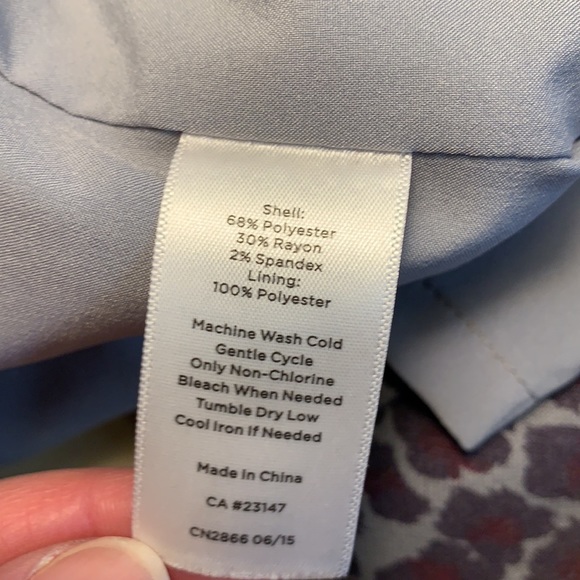 Shell:
68% Polyester
30% Rayon
2% Spandex
Lining:
100% Polyester
Machine Wash Cold
Gentle Cycle
Only Non-Chlorine
Bleach When Needed
Tumble Dry Low
Cool Iron If Needed
Made in China
CA #23147
CN2866 06/15